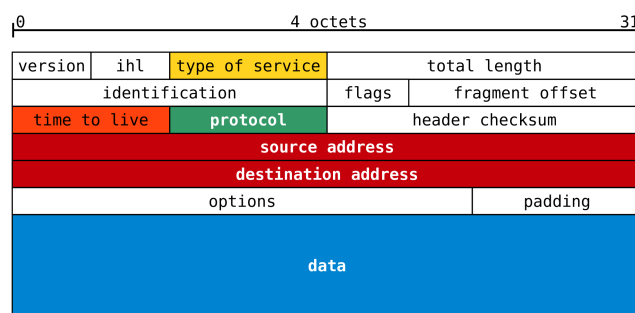 0 4 octets 31
version ihl type of service total length
identification flags fragment offset
time to live protocol header checksum
source address
destination address
options padding
data